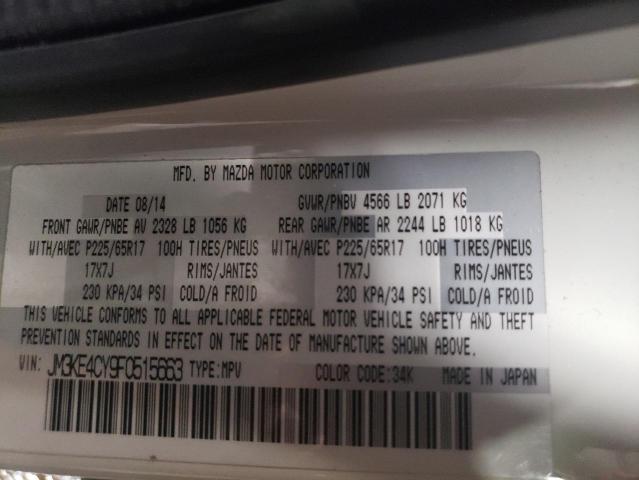 MFD. BY MAZDA MOTOR CORPORATION
DATE 08/14 GVWR/PNBV 4566 LB 2071 KG
FRONT GAWR/PNBE AV 2328 LB 1056 KG REAR GAWR/PNBE AR 2244 LB 1018 KG
WITH/AVEC P225/65R17 100H TIRES/PNEUS WITH/AVEC P225/65R17 100H TIRES/PNEUS
17X7J RIMS/JANTES 17X7J RIMS/JANTES
230 KPA/34 PSI COLD/A FROID 230 KPA/34 PSI COLD/A FROID
THIS VEHICLE CONFORMS TO ALL APPLICABLE FEDERAL MOTOR VEHICLE SAFETY AND THEFT
PREVENTION STANDARDS IN EFFECT ON THE DATE OF MANUFACTURE SHOWN ABOVE.
VIN: JM3KE4CY9F0515663 TYPE:MPV COLOR CODE:34K MADE IN JAPAN